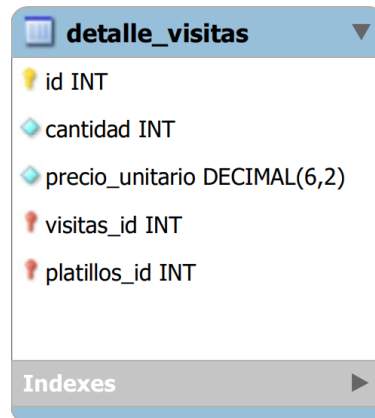 detalle_visitas
id INT
cantidad INT
precio_unitario DECIMAL(6,2)
visitas_id INT
platillos_id INT
Indexes